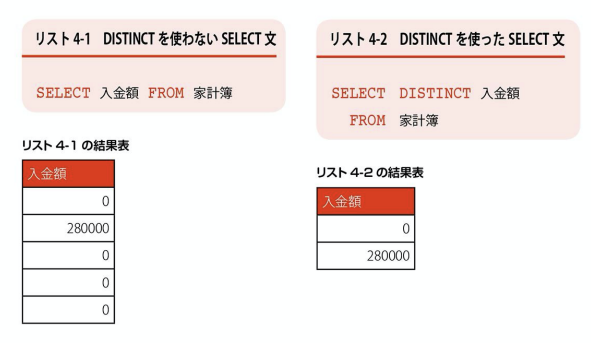 リスト 4-1 DISTINCT を使わない SELECT 文
SELECT 入金額 FROM 家計簿
リスト 4-1 の結果表
入金額
0
280000
0
0
0
リスト 4-2 DISTINCT を使った SELECT 文
SELECT DISTINCT 入金額
FROM 家計簿
リスト 4-2 の結果表
入金額
0
280000